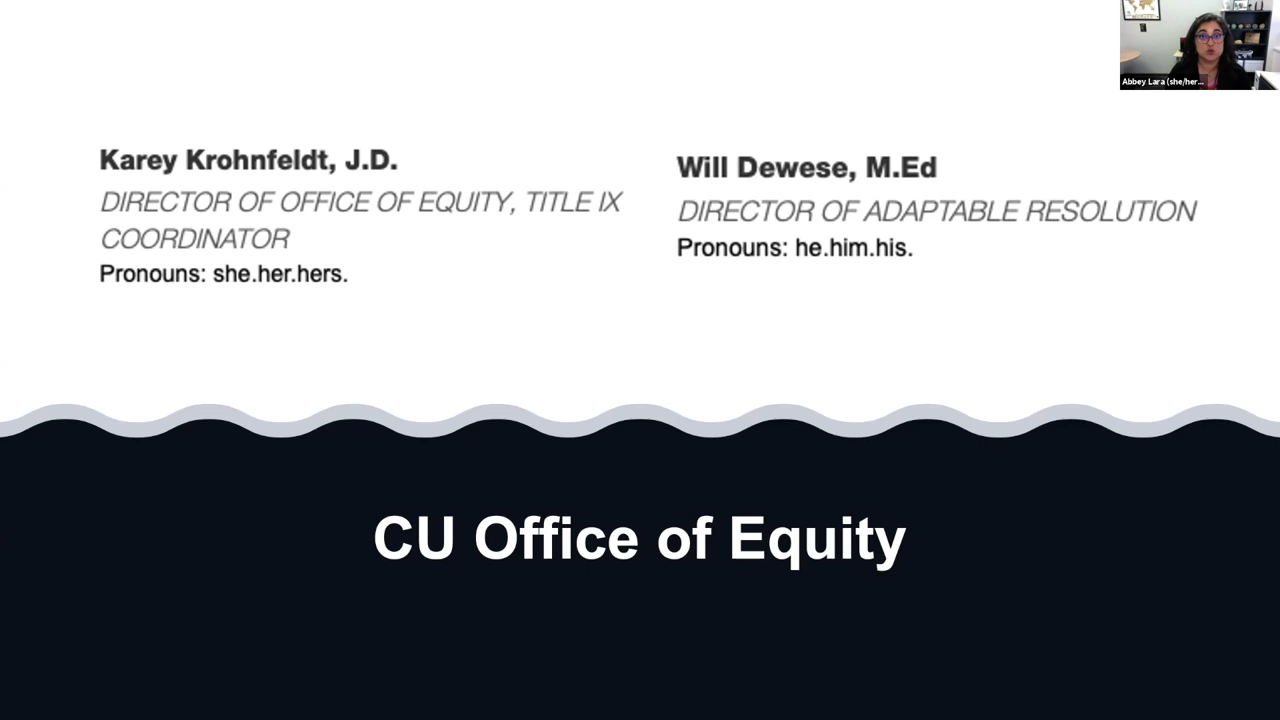 Abbey Lara (she/her...
Karey Krohnfeldt, J.D.
DIRECTOR OF OFFICE OF EQUITY, TITLE IX
COORDINATOR
Pronouns: she.her.hers.
Will Dewese, M.Ed
DIRECTOR OF ADAPTABLE RESOLUTION
Pronouns: he.him.his.
CU Office of Equity